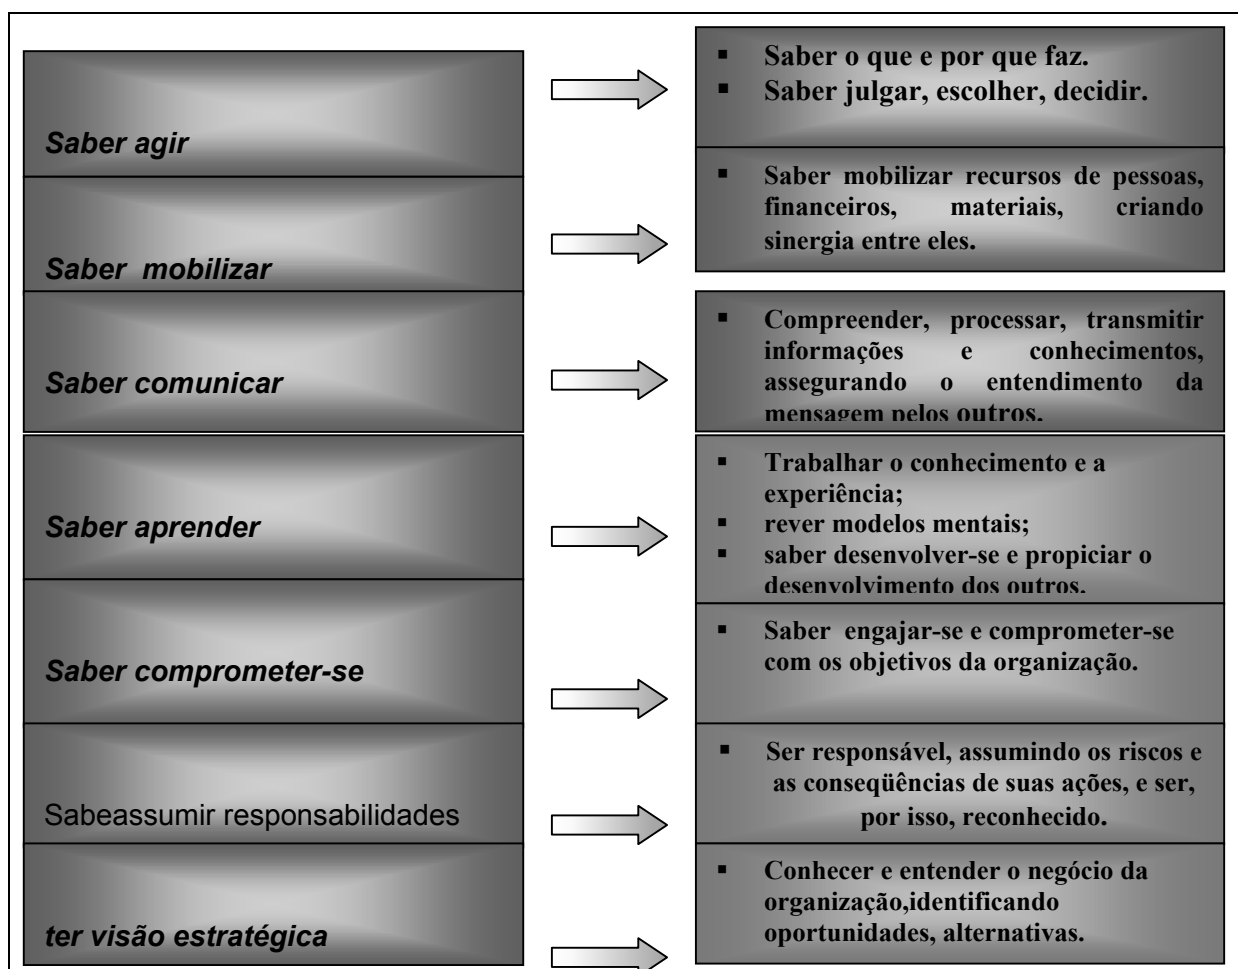 Saber agir
▪ Saber o que e por que faz.
▪ Saber julgar, escolher, decidir.
Saber  mobilizar
▪ Saber mobilizar recursos de pessoas,
financeiros, materiais, criando
sinergia entre eles.
Saber comunicar
▪ Compreender, processar, transmitir
informações e conhecimentos,
assegurando o entendimento da
mensagem pelos outros.
Saber aprender
▪ Trabalhar o conhecimento e a
experiência;
▪ rever modelos mentais;
▪ saber desenvolver-se e propiciar o
desenvolvimento dos outros.
Saber comprometer-se
▪ Saber  engajar-se e comprometer-se
com os objetivos da organização.
Sabeassumir responsabilidades
▪ Ser responsável, assumindo os riscos e
as conseqüências de suas ações, e ser,
por isso, reconhecido.
ter visão estratégica
▪ Conhecer e entender o negócio da
organização,identificando
oportunidades, alternativas.